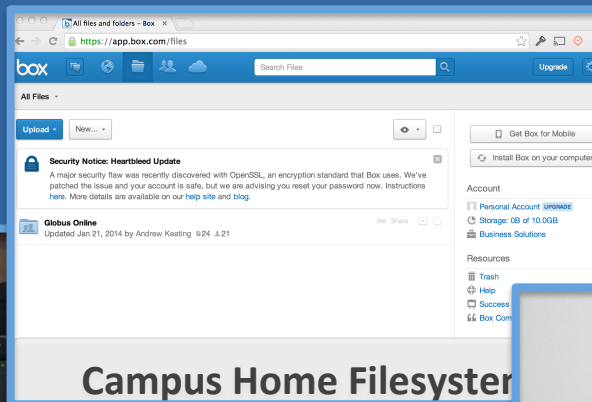 All files and folders – Box
https://app.box.com/files
box
Search Files
Upgrade
All Files
Upload
New...
Get Box for Mobile
Install Box on your computer
Security Notice: Heartbleed Update
A major security flaw was recently discovered with OpenSSL, an encryption standard that Box uses. We've
patched the issue and your account is safe, but we are advising you reset your password now. Instructions
here. More details are available on our help site and blog.
Globus Online
Share
Updated Jan 21, 2014 by Andrew Keating 24 21
Account
Personal Account UPGRADE
Storage: 0B of 10.0GB
Business Solutions
Resources
Trash
Help
Success
Box Com
Campus Home Filesyster